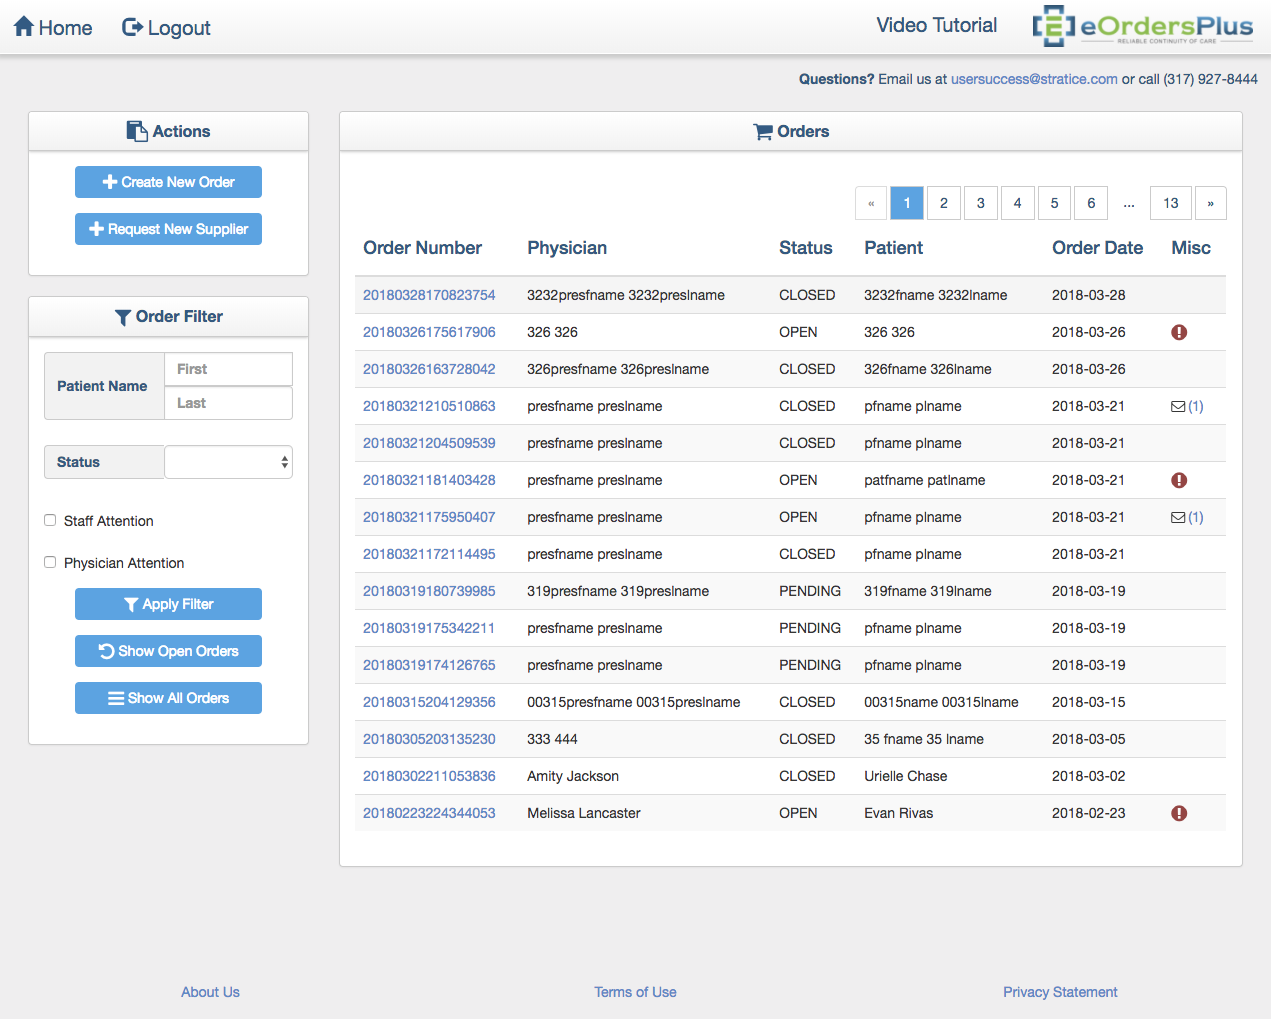 Home Logout Video Tutorial eOrdersPlus
RELIABLE CONTINUITY OF CARE
Questions? Email us at usersuccess@stratice.com or call (317) 927-8444
Actions
Create New Order
Request New Supplier
Order Filter
Patient Name
First
Last
Status
Staff Attention
Physician Attention
Apply Filter
Show Open Orders
Show All Orders
Orders
« 1 2 3 4 5 6 ... 13 »
Order Number Physician Status Patient Order Date Misc
20180328170823754 3232presfname 3232preslname CLOSED 3232fname 3232lname 2018-03-28
20180326175617906 326 326 OPEN 326 326 2018-03-26
20180326163728042 326presfname 326preslname CLOSED 326fname 326lname 2018-03-26
20180321210510863 presfname preslname CLOSED pfname plname 2018-03-21 (1)
20180321204509539 presfname preslname CLOSED pfname plname 2018-03-21
20180321181403428 presfname preslname OPEN patfname patlname 2018-03-21
20180321175950407 presfname preslname OPEN pfname plname 2018-03-21 (1)
20180321172114495 presfname preslname CLOSED pfname plname 2018-03-21
20180319180739985 319presfname 319preslname PENDING 319fname 319lname 2018-03-19
20180319175342211 presfname preslname PENDING pfname plname 2018-03-19
20180319174126765 presfname preslname PENDING pfname plname 2018-03-19
20180315204129356 00315presfname 00315preslname CLOSED 00315name 00315lname 2018-03-15
20180305203135230 333 444 CLOSED 35 fname 35 lname 2018-03-05
20180302211053836 Amity Jackson CLOSED Urielle Chase 2018-03-02
20180223224344053 Melissa Lancaster OPEN Evan Rivas 2018-02-23
About Us Terms of Use Privacy Statement